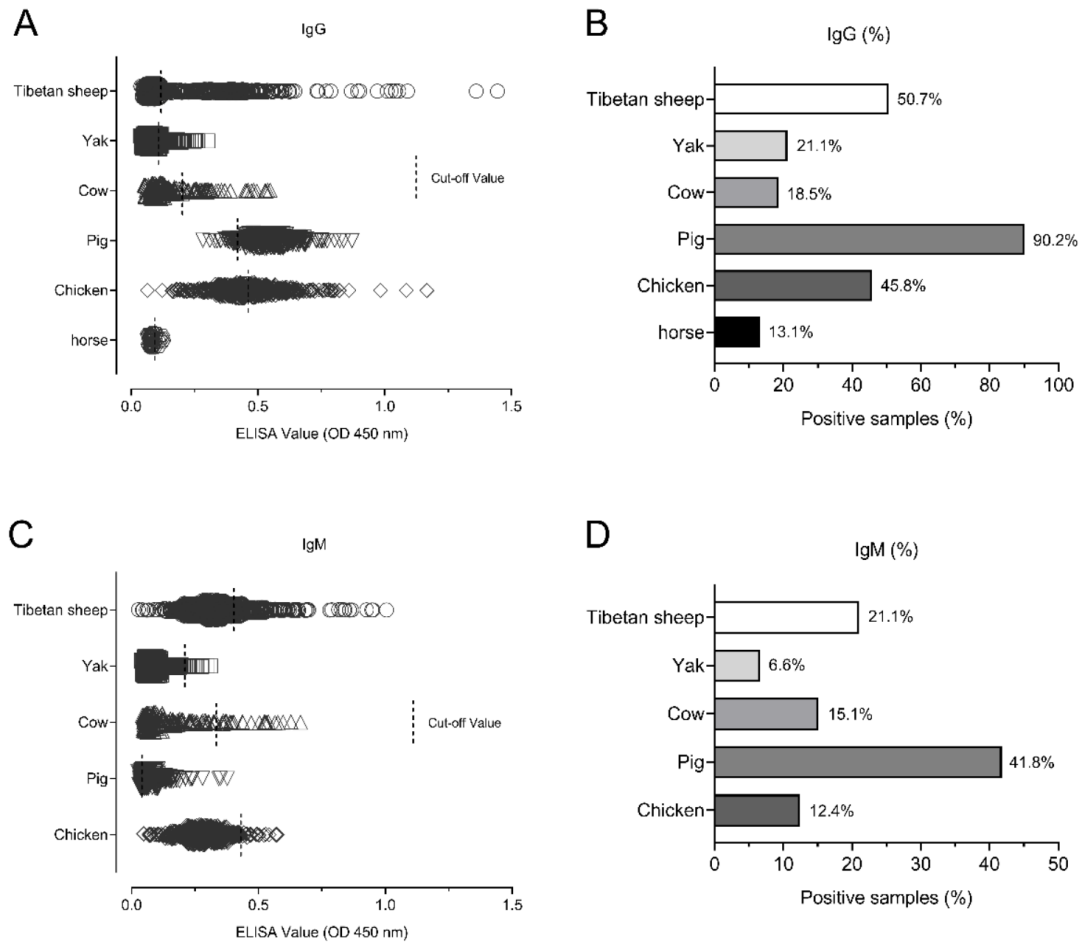 A
IgG
Tibetan sheep
Yak
Cow
Pig
Chicken
horse
Cut-off Value
0.0 0.5 1.0 1.5
ELISA Value (OD 450 nm)
B
IgG (%)
Tibetan sheep 50.7%
Yak 21.1%
Cow 18.5%
Pig 90.2%
Chicken 45.8%
horse 13.1%
0 20 40 60 80 100
Positive samples (%)
C
IgM
Tibetan sheep
Yak
Cow
Pig
Chicken
Cut-off Value
0.0 0.5 1.0 1.5
ELISA Value (OD 450 nm)
D
IgM (%)
Tibetan sheep 21.1%
Yak 6.6%
Cow 15.1%
Pig 41.8%
Chicken 12.4%
0 10 20 30 40 50
Positive samples (%)